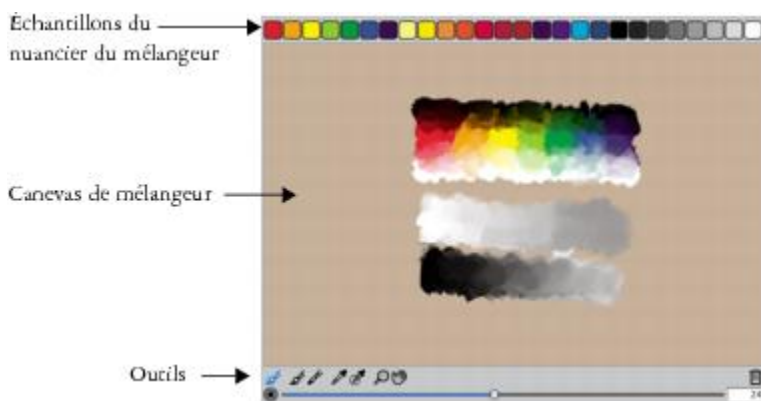 Échantillons du
nuancier du mélangeur
Canevas de mélangeur
Outils